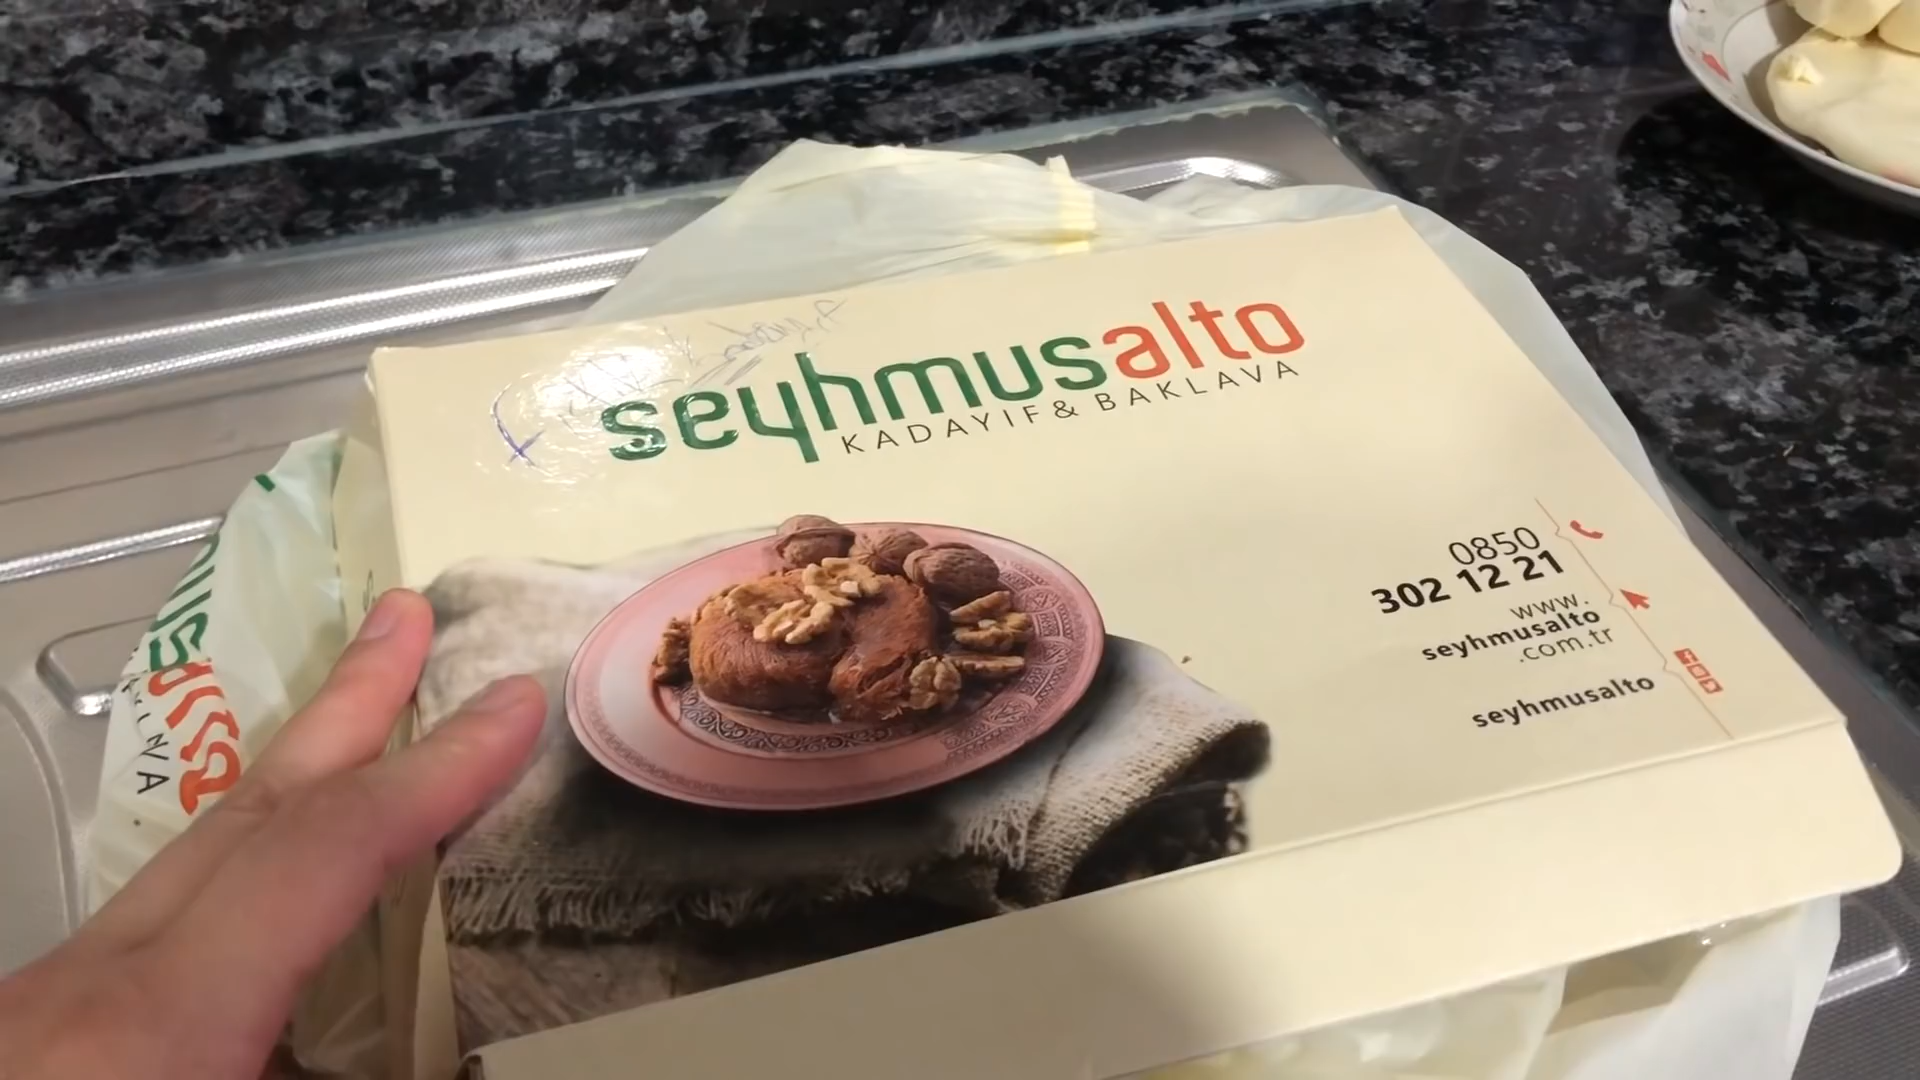 seyhmusalto
KADAYIF & BAKLAVA
0850
302 12 21
www.
seyhmusalto
.com.tr
seyhmusalto